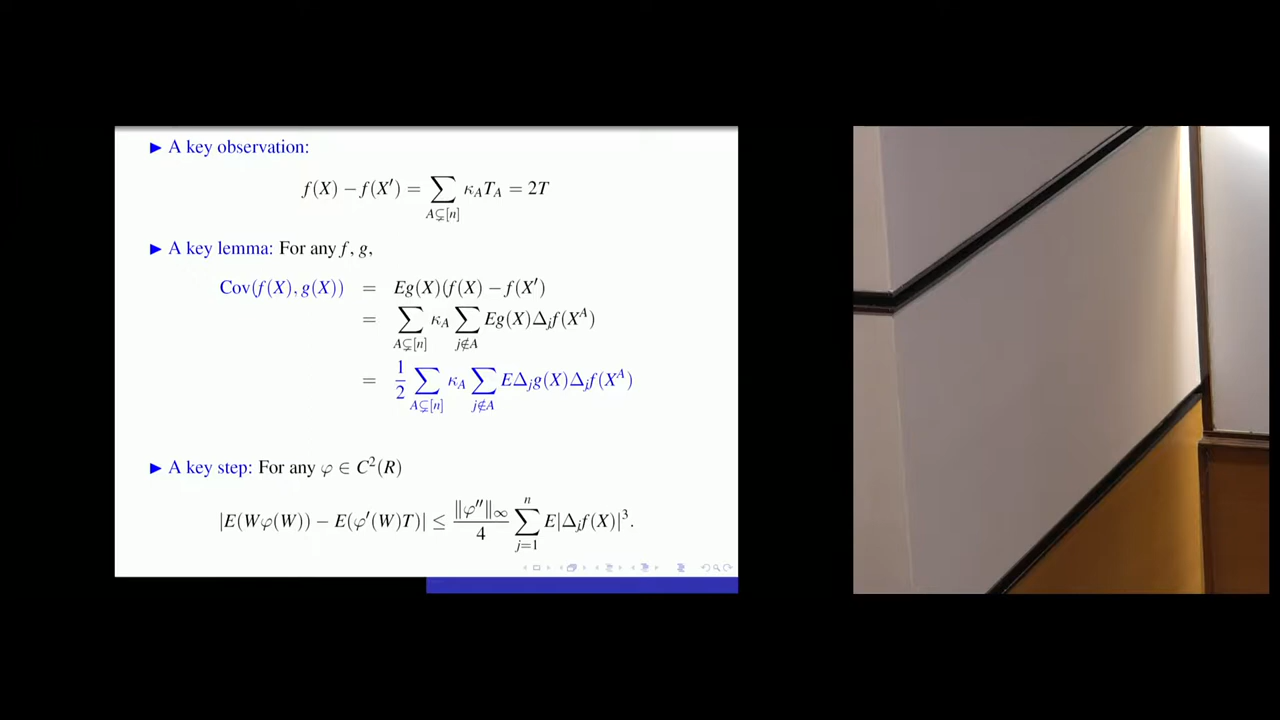 ► A key observation:
f(X) − f(X′) = ∑_{A⊊[n]} κ_A T_A = 2T
► A key lemma: For any f, g,
Cov(f(X), g(X)) = Eg(X)(f(X) − f(X′)
= ∑_{A⊊[n]} κ_A ∑_{j∉A} Eg(X)Δ_j f(X^A)
= 1/2 ∑_{A⊊[n]} κ_A ∑_{j∉A} EΔ_j g(X)Δ_j f(X^A)
► A key step: For any φ ∈ C²(R)
|E(Wφ(W)) − E(φ′(W)T)| ≤ ‖φ″‖_∞/4 ∑_{j=1}^{n} E|Δ_j f(X)|³.